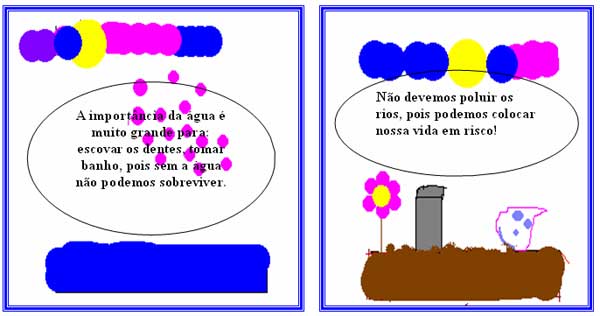 A importância da água é
muito grande para:
escovar os dentes, tomar
banho, pois sem a água
não podemos sobreviver.
Não devemos poluir os
rios, pois podemos colocar
nossa vida em risco!